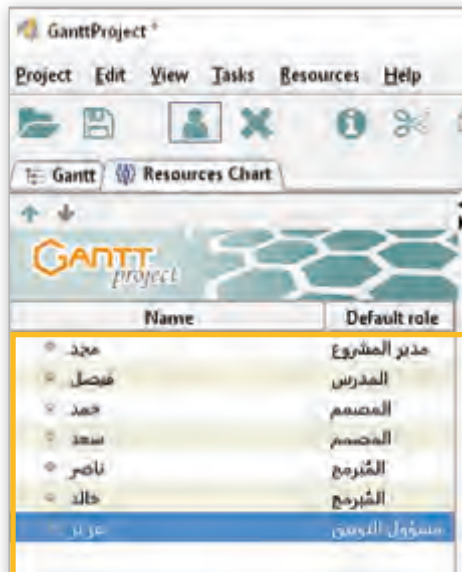 GanttProject *
Project Edit View Tasks Resources Help
Gantt Resources Chart
GANTT project
Name Default role
مجد مدير المشروع
فيصل المدرس
حمد المصمم
سعد المصمم
ناصر المُبرمج
خالد المُبرمج
عزيز مسؤول التوثيق